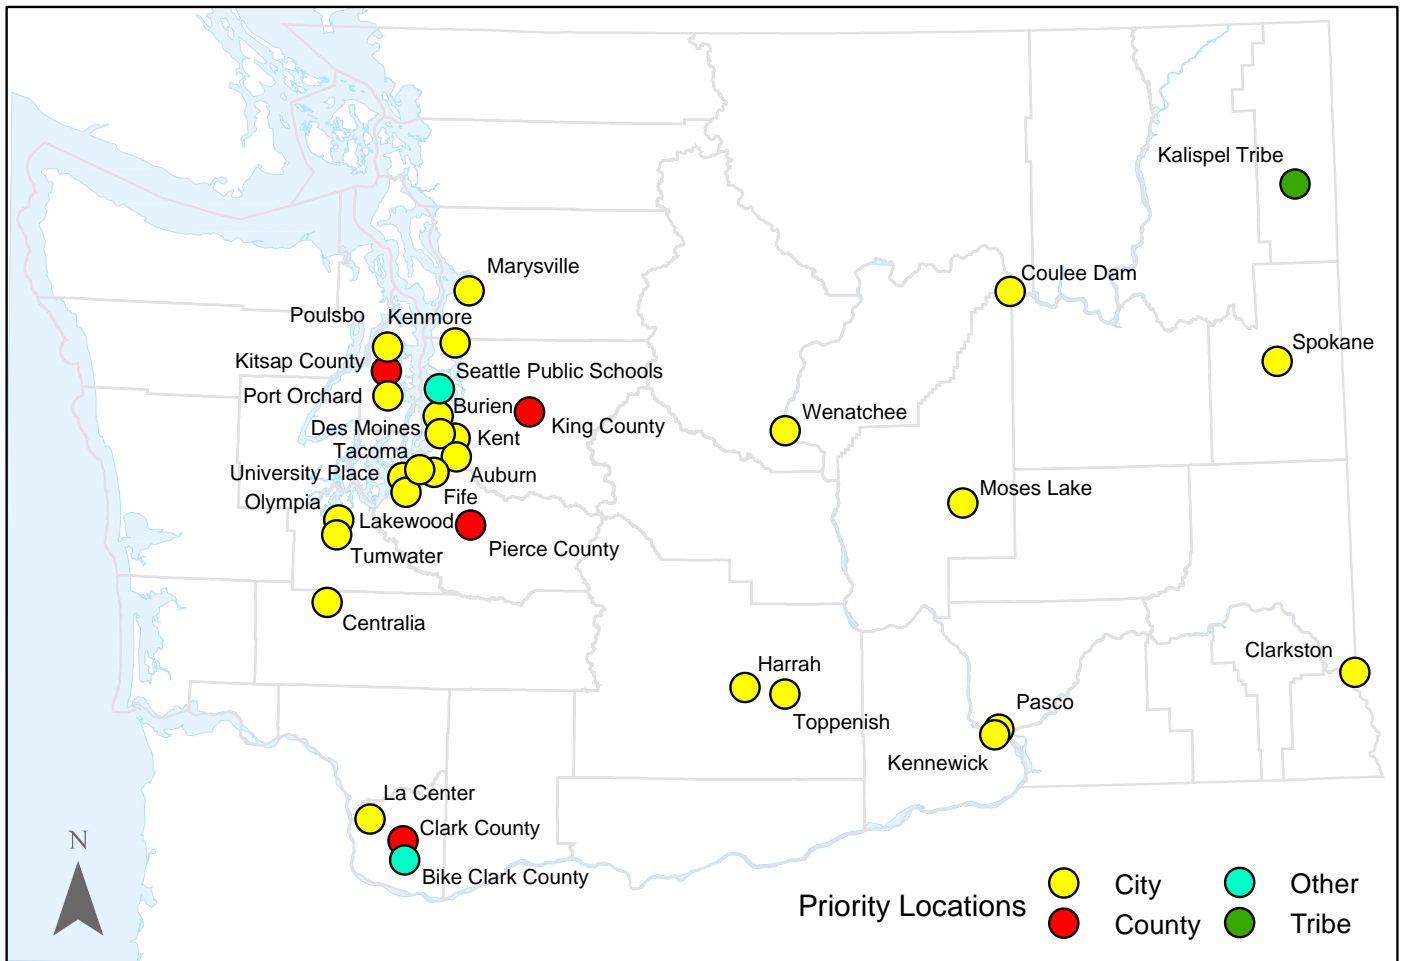 Kalispel Tribe
Marysville
Coulee Dam
Poulsbo
Kenmore
Spokane
Kitsap County
Seattle Public Schools
Port Orchard
Burien
Wenatchee
King County
Des Moines
Kent
Tacoma
University Place
Auburn
Moses Lake
Olympia
Fife
Lakewood
Pierce County
Tumwater
Centralia
Clarkston
Harrah
Pasco
Toppenish
Kennewick
La Center
Clark County
Bike Clark County
N
Priority Locations
City
Other
County
Tribe